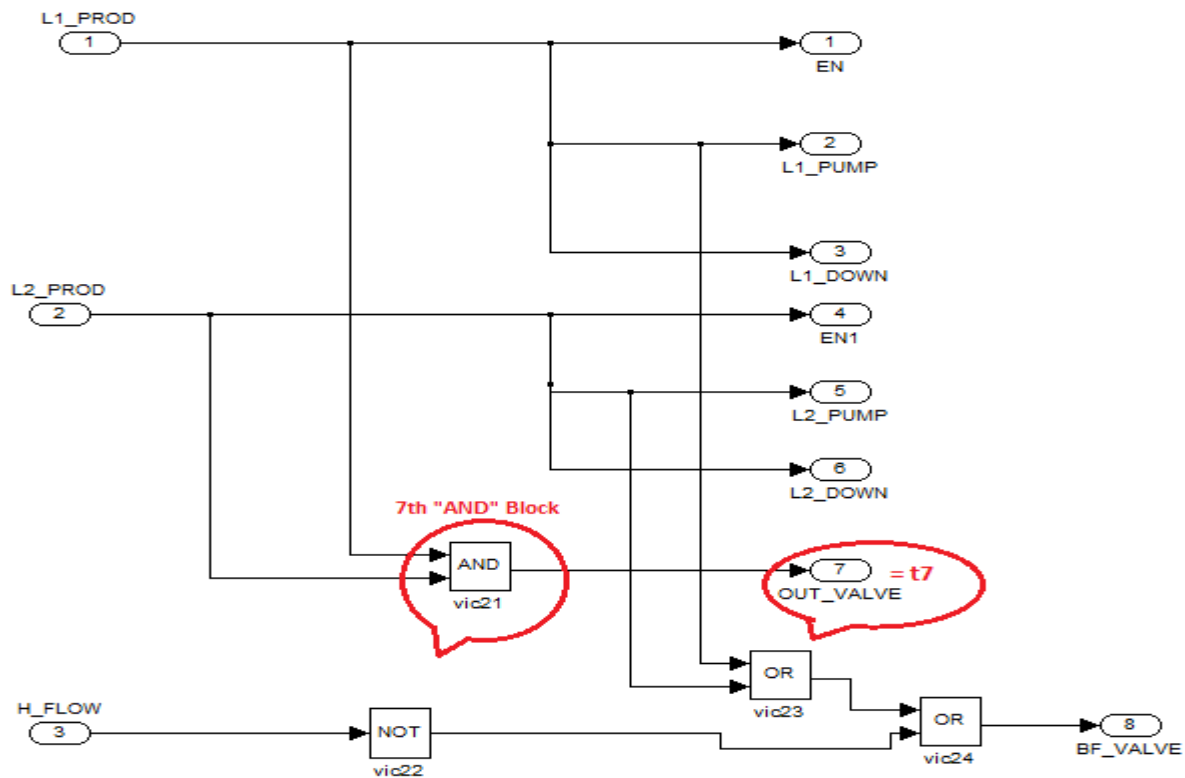 L1_PROD
1
1
EN
2
L1_PUMP
3
L1_DOWN
L2_PROD
2
4
EN1
5
L2_PUMP
6
L2_DOWN
7th "AND" Block
AND
vic21
7 = t7
OUT_VALVE
OR
vic23
H_FLOW
3
NOT
vic22
OR
vic24
8
BF_VALVE